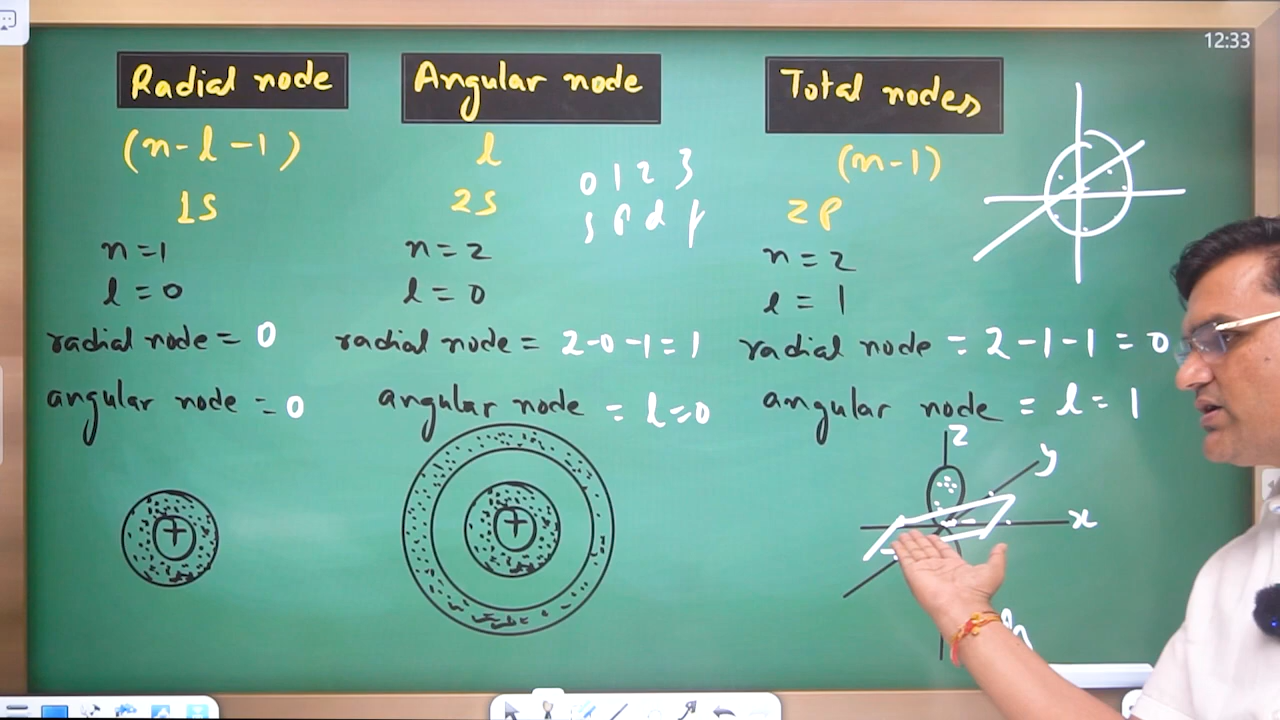 12:33
Radial node
(n-l-1)
1s
n=1
l=0
radial node = 0
angular node = 0
+
Angular node
l
2s
0 1 2 3
s p d f
n=2
l=0
radial node = 2-0-1=1
angular node = l=0
+
Total nodes
(n-1)
2p
n=2
l=1
radial node = 2-1-1=0
angular node = l=1
z
y
x